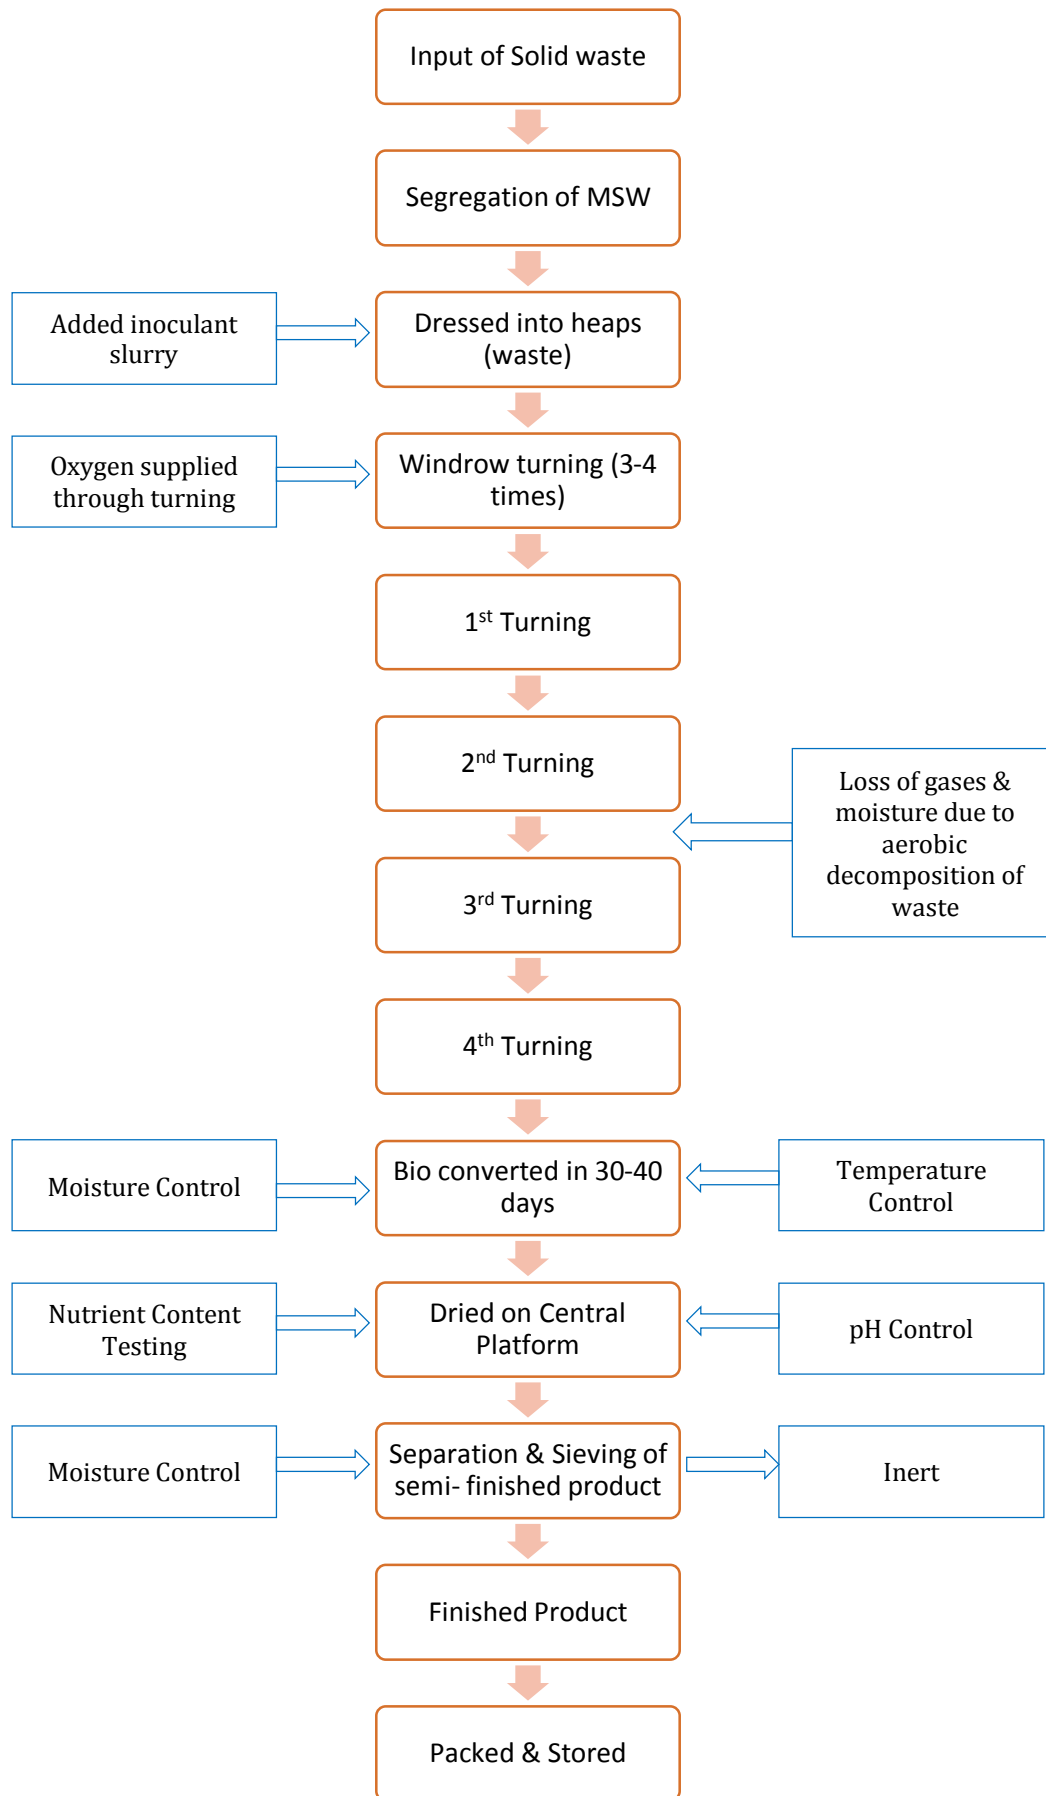 Input of Solid waste
Segregation of MSW
Added inoculant
slurry
Dressed into heaps
(waste)
Oxygen supplied
through turning
Windrow turning (3-4
times)
1st Turning
2nd Turning
Loss of gases &
moisture due to
aerobic
decomposition of
waste
3rd Turning
4th Turning
Moisture Control
Bio converted in 30-40
days
Temperature
Control
Nutrient Content
Testing
Dried on Central
Platform
pH Control
Moisture Control
Separation & Sieving of
semi- finished product
Inert
Finished Product
Packed & Stored